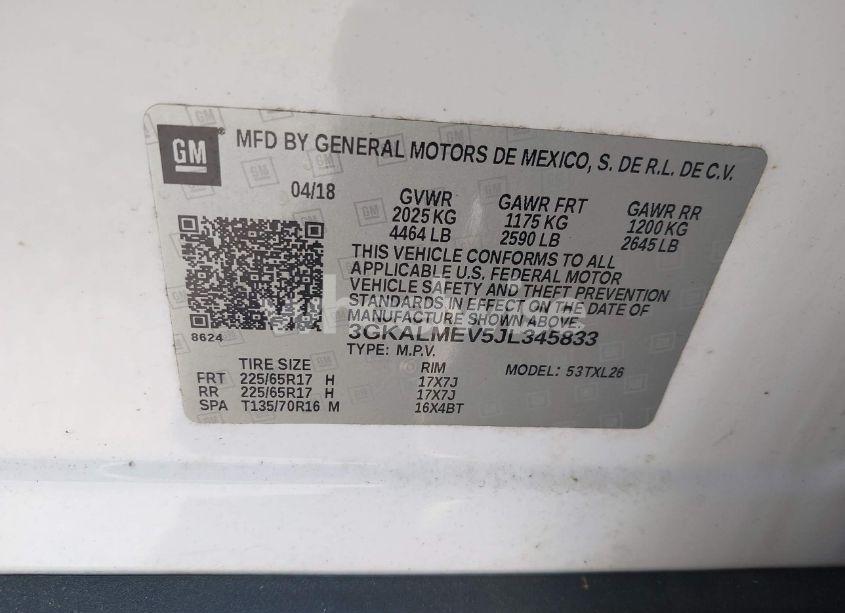 GM
MFD BY GENERAL MOTORS DE MEXICO, S. DE R.L. DE C.V.
04/18
GVWR GAWR FRT GAWR RR
2025 KG 1175 KG 1200 KG
4464 LB 2590 LB 2645 LB
THIS VEHICLE CONFORMS TO ALL
APPLICABLE U.S. FEDERAL MOTOR
VEHICLE SAFETY AND THEFT PREVENTION
STANDARDS IN EFFECT ON THE DATE OF
MANUFACTURE SHOWN ABOVE.
8624
3GKALMEV5JL345833
TYPE: M.P.V.
MODEL: 53TXL26
TIRE SIZE RIM
FRT 225/65R17 H 17X7J
RR 225/65R17 H 17X7J
SPA T135/70R16 M 16X4BT